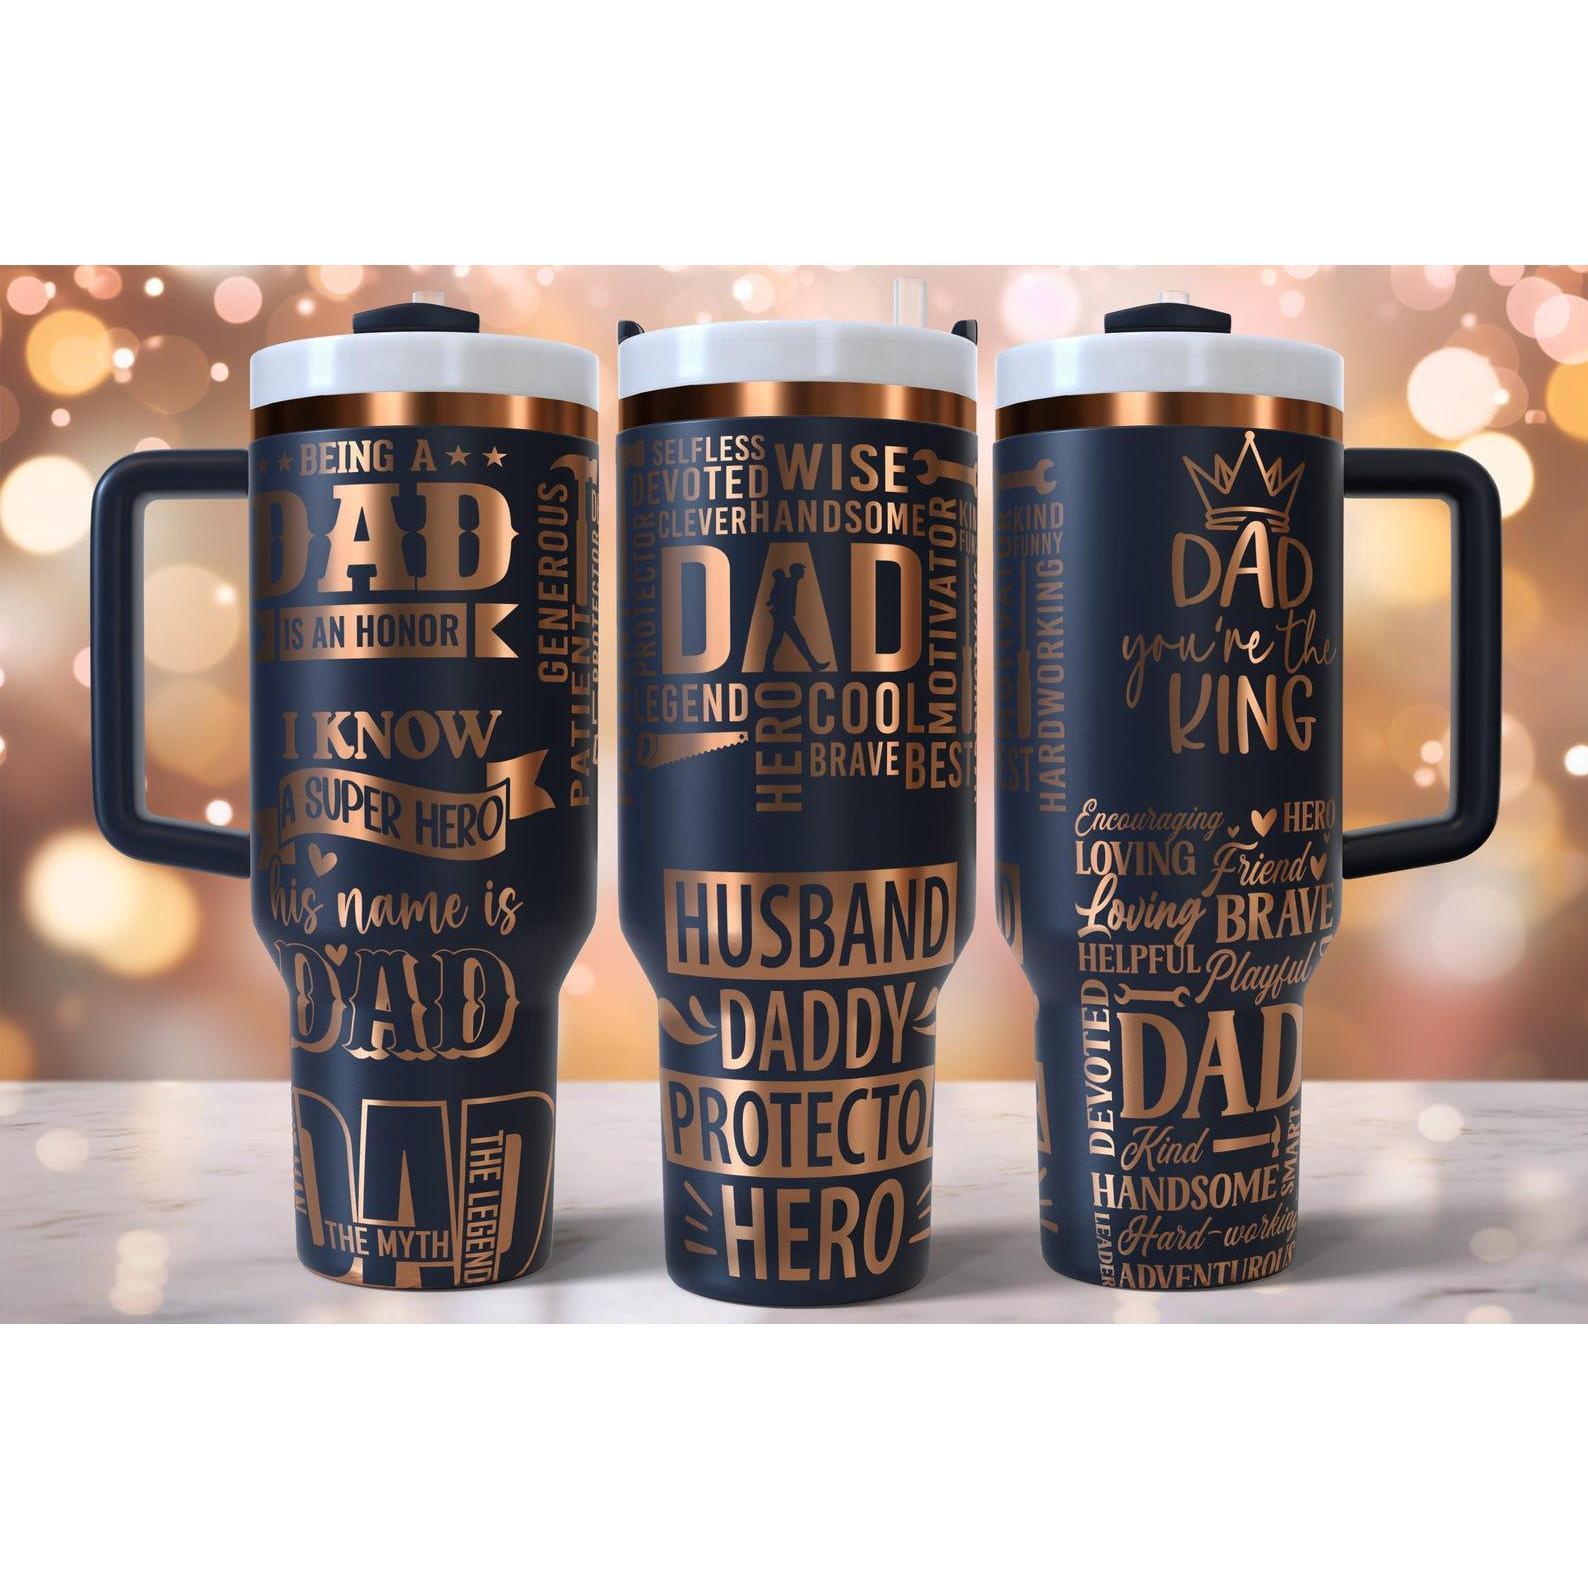 ★ ★ BEING A ★ ★
DAD
IS AN HONOR
GENEROUS
PATIENT
PROTECTOR
I KNOW
A SUPER HERO
his name is
DAD
DAD
THE MYTH
THE LEGEND
SELFLESS
DEVOTED
WISE
CLEVER
HANDSOME
PROTECTOR
DAD
MOTIVATOR
LEGEND
HERO
COOL
BRAVE
BEST
HUSBAND
DADDY
PROTECTO
HERO
KIND
FUNNY
HARDWORKING
DAD
you're the
KING
Encouraging
HERO
LOVING
Friend
Loving
BRAVE
HELPFUL
Playful
DEVOTED
DAD
Kind
SMART
HANDSOME
LEADER
Hard-working
ADVENTUROUS